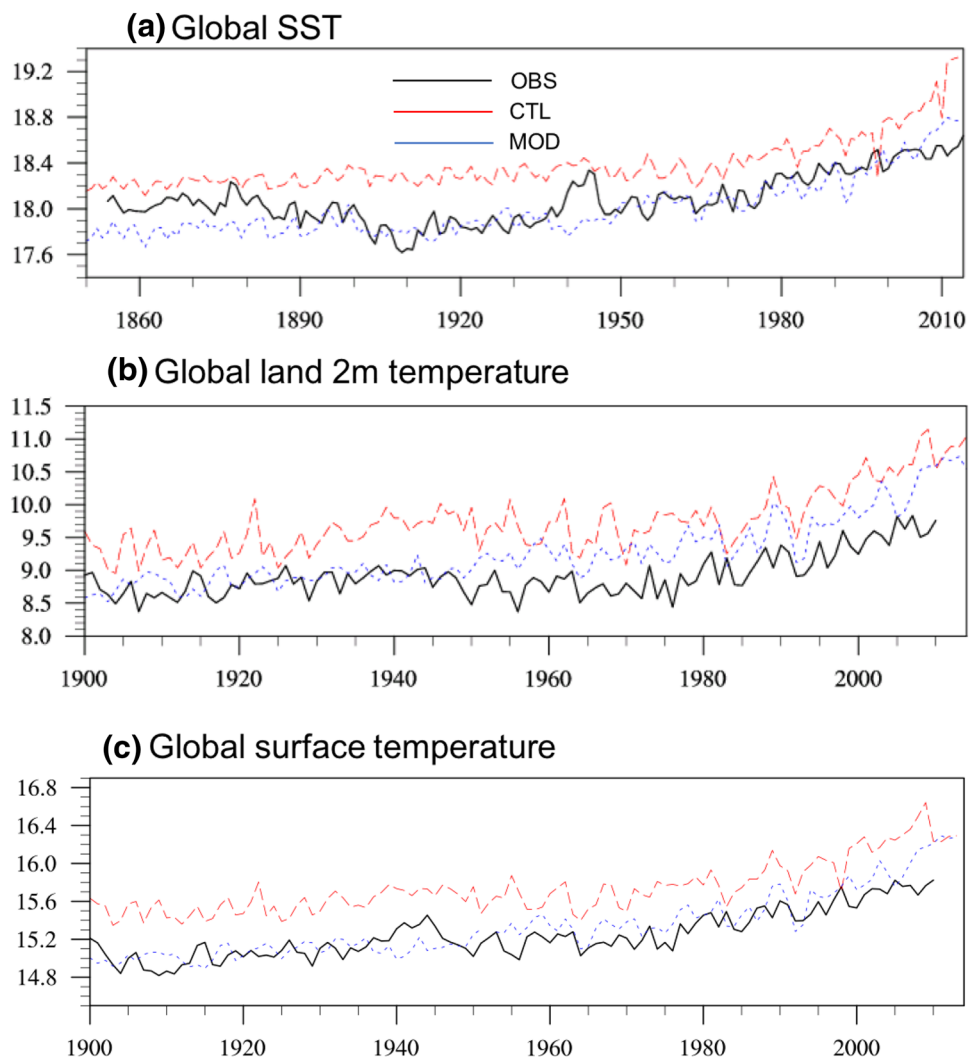 (a) Global SST
19.2
18.8
18.4
18.0
17.6
OBS
CTL
MOD
1860 1890 1920 1950 1980 2010
(b) Global land 2m temperature
11.5
11.0
10.5
10.0
9.5
9.0
8.5
8.0
1900 1920 1940 1960 1980 2000
(c) Global surface temperature
16.8
16.4
16.0
15.6
15.2
14.8
1900 1920 1940 1960 1980 2000